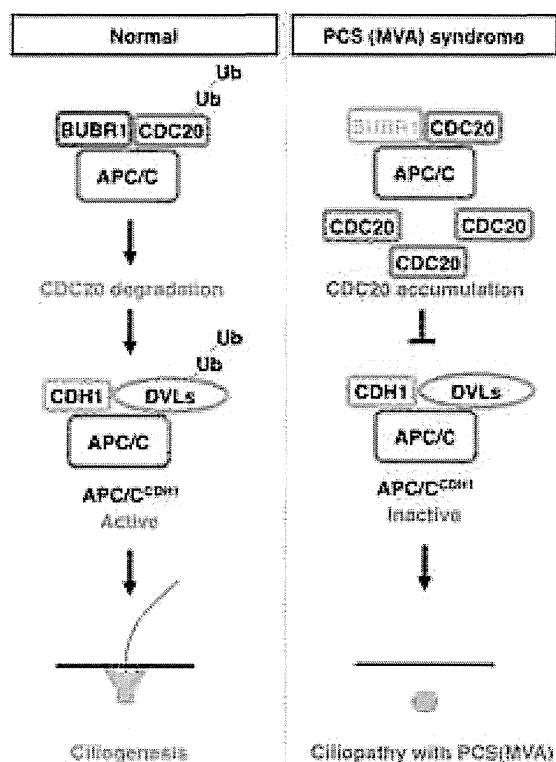 Normal
Ub
Ub
BUBR1 CDC20
APC/C
CDC20 degradation
Ub
Ub
CDH1 DVLs
APC/C
APC/C^CDH1
Active
Ciliogenesis
PCS (MVA) syndrome
BUBR1 CDC20
APC/C
CDC20 CDC20
CDC20
CDC20 accumulation
CDH1 DVLs
APC/C
APC/C^CDH1
Inactive
Ciliopathy with PCS(MVA)